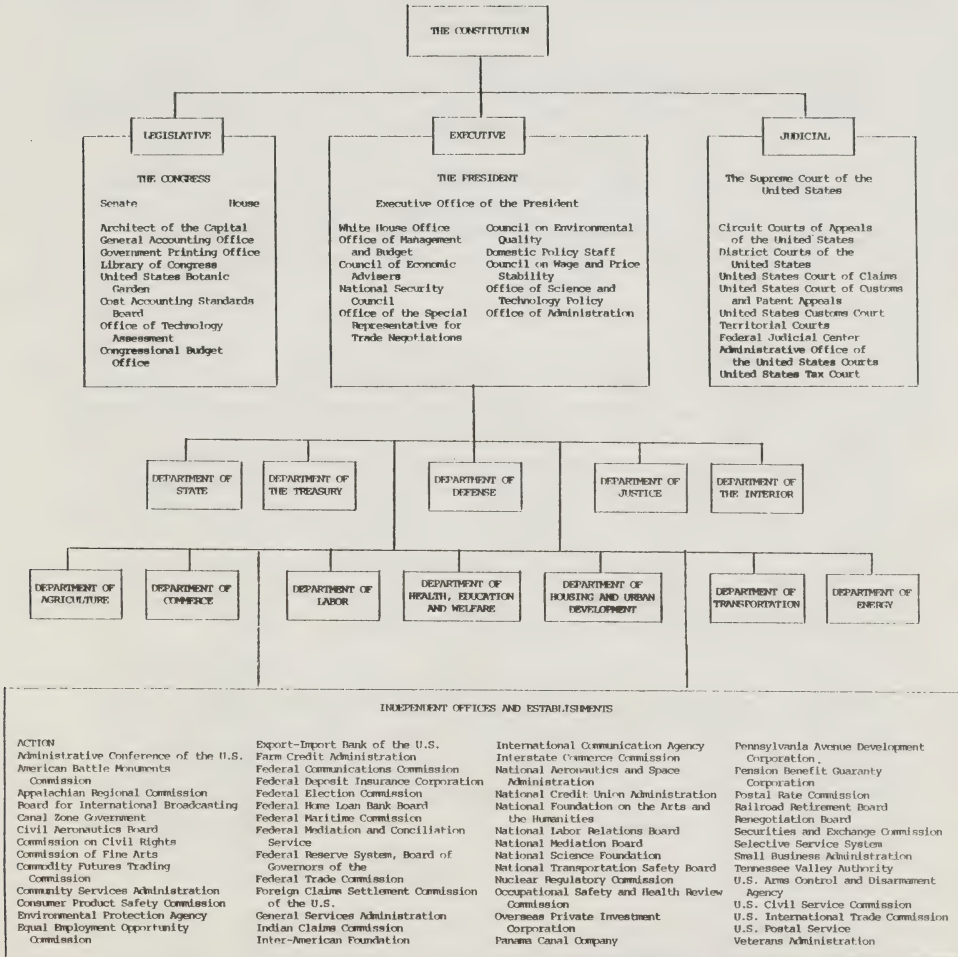 THE CONSTITUTION
LEGISLATIVE
THE CONGRESS
Senate House
Architect of the Capital
General Accounting Office
Government Printing Office
Library of Congress
United States Botanic
Garden
Cost Accounting Standards
Board
Office of Technology
Assessment
Congressional Budget
Office
EXECUTIVE
THE PRESIDENT
Executive Office of the President
White House Office
Office of Management
and Budget
Council of Economic
Advisers
National Security
Council
Office of the Special
Representative for
Trade Negotiations
Council on Environmental
Quality
Domestic Policy Staff
Council on Wage and Price
Stability
Office of Science and
Technology Policy
Office of Administration
JUDICIAL
The Supreme Court of the
United States
Circuit Courts of Appeals
of the United States
District Courts of the
United States
United States Court of Claims
United States Court of Customs
and Patent Appeals
United States Customs Court
Territorial Courts
Federal Judicial Center
Administrative Office of
the United States Courts
United States Tax Court
DEPARTMENT OF
STATE
DEPARTMENT OF
THE TREASURY
DEPARTMENT OF
DEFENSE
DEPARTMENT OF
JUSTICE
DEPARTMENT OF
THE INTERIOR
DEPARTMENT OF
AGRICULTURE
DEPARTMENT OF
COMMERCE
DEPARTMENT OF
LABOR
DEPARTMENT OF
HEALTH, EDUCATION
AND WELFARE
DEPARTMENT OF
HOUSING AND URBAN
DEVELOPMENT
DEPARTMENT OF
TRANSPORTATION
DEPARTMENT OF
ENERGY
INDEPENDENT OFFICES AND ESTABLISHMENTS
ACTION
Administrative Conference of the U.S.
American Battle Monuments
Commission
Appalachian Regional Commission
Board for International Broadcasting
Canal Zone Government
Civil Aeronautics Board
Commission on Civil Rights
Commission of Fine Arts
Commodity Futures Trading
Commission
Community Services Administration
Consumer Product Safety Commission
Environmental Protection Agency
Equal Employment Opportunity
Commission
Export-Import Bank of the U.S.
Farm Credit Administration
Federal Communications Commission
Federal Deposit Insurance Corporation
Federal Election Commission
Federal Home Loan Bank Board
Federal Maritime Commission
Federal Mediation and Conciliation
Service
Federal Reserve System, Board of
Governors of the
Federal Trade Commission
Foreign Claims Settlement Commission
of the U.S.
General Services Administration
Indian Claims Commission
Inter-American Foundation
International Communication Agency
Interstate Commerce Commission
National Aeronautics and Space
Administration
National Credit Union Administration
National Foundation on the Arts and
the Humanities
National Labor Relations Board
National Mediation Board
National Science Foundation
National Transportation Safety Board
Nuclear Regulatory Commission
Occupational Safety and Health Review
Commission
Overseas Private Investment
Corporation
Panama Canal Company
Pennsylvania Avenue Development
Corporation
Pension Benefit Guaranty
Corporation
Postal Rate Commission
Railroad Retirement Board
Renegotiation Board
Securities and Exchange Commission
Selective Service System
Small Business Administration
Tennessee Valley Authority
U.S. Arms Control and Disarmament
Agency
U.S. Civil Service Commission
U.S. International Trade Commission
U.S. Postal Service
Veterans Administration